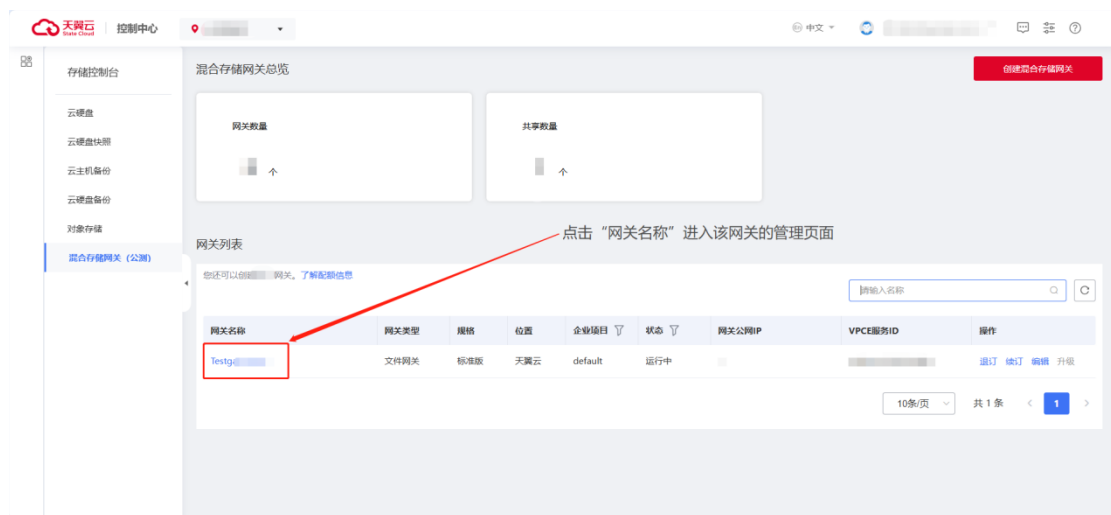 天翼云
State Cloud
控制中心
中文
存储控制台
云硬盘
云硬盘快照
云主机备份
云硬盘备份
对象存储
混合存储网关（公测）
混合存储网关总览
创建混合存储网关
网关数量
个
共享数量
个
点击“网关名称”进入该网关的管理页面
网关列表
您还可以创 网关。了解配额信息
请输入名称
网关名称 网关类型 规格 位置 企业项目 状态 网关公网IP VPCE服务ID 操作
Testg 文件网关 标准版 天翼云 default 运行中 退订 续订 编辑 升级
10条/页 共 1 条 < 1 >